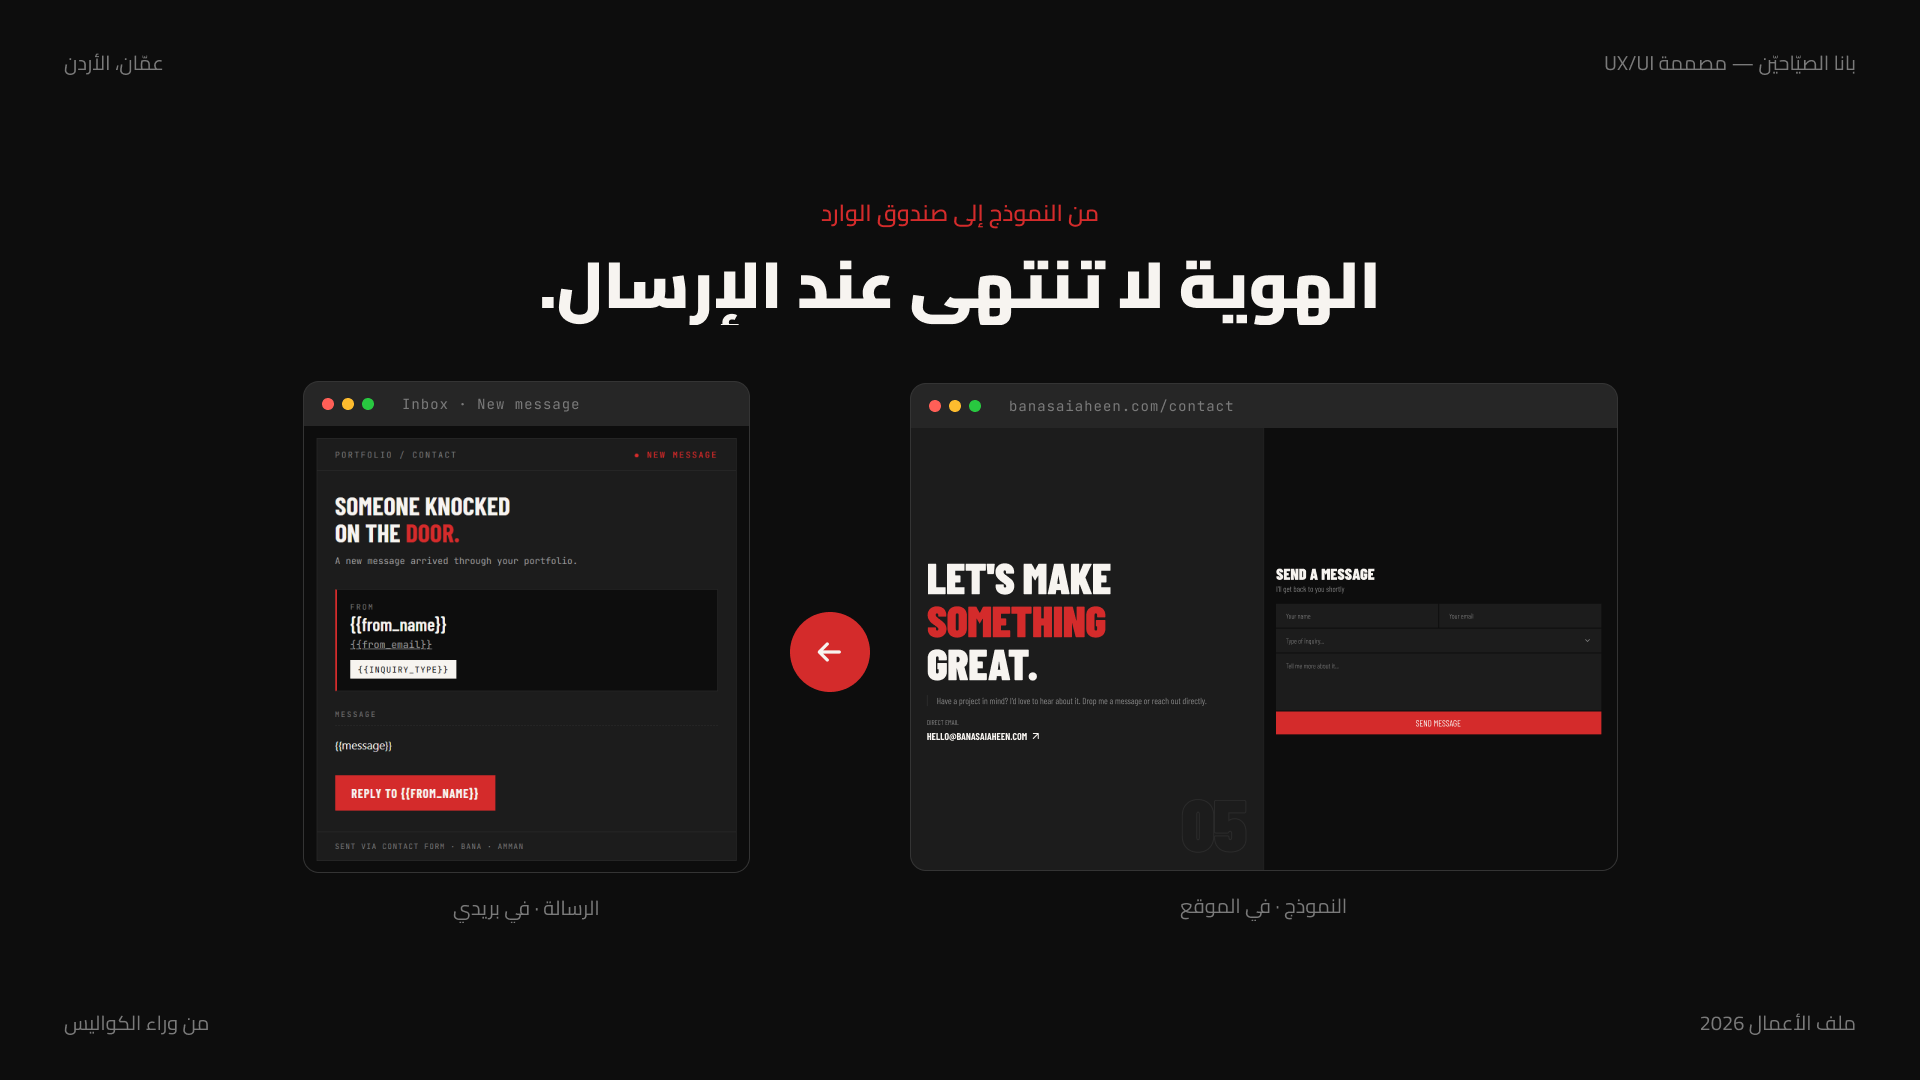 بانا الصيّاحيّن — مصممة UX/UI
عمّان، الأردن
من النموذج إلى صندوق الوارد
الهوية لا تنتهي عند الإرسال.
banasaiaheen.com/contact
LET'S MAKE
SOMETHING
GREAT.
Have a project in mind? I'd love to hear about it. Drop me a message or reach out directly.
DIRECT EMAIL
HELLO@BANASAIAHEEN.COM
05
SEND A MESSAGE
I'll get back to you shortly
Your name
Your email
Type of inquiry...
Tell me more about it...
SEND MESSAGE
النموذج · في الموقع
Inbox · New message
PORTFOLIO / CONTACT
NEW MESSAGE
SOMEONE KNOCKED
ON THE DOOR.
A new message arrived through your portfolio.
FROM
{{from_name}}
{{from_email}}
{{INQUIRY_TYPE}}
MESSAGE
{{message}}
REPLY TO {{FROM_NAME}}
SENT VIA CONTACT FORM · BANA · AMMAN
الرسالة · في بريدي
ملف الأعمال 2026
من وراء الكواليس